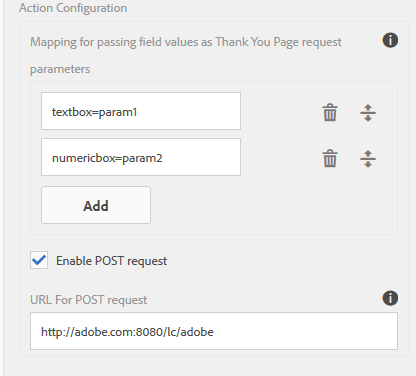 Action Configuration
Mapping for passing field values as Thank You Page request
parameters
textbox=param1
numericbox=param2
Add
Enable POST request
URL For POST request
http://adobe.com:8080/lc/adobe